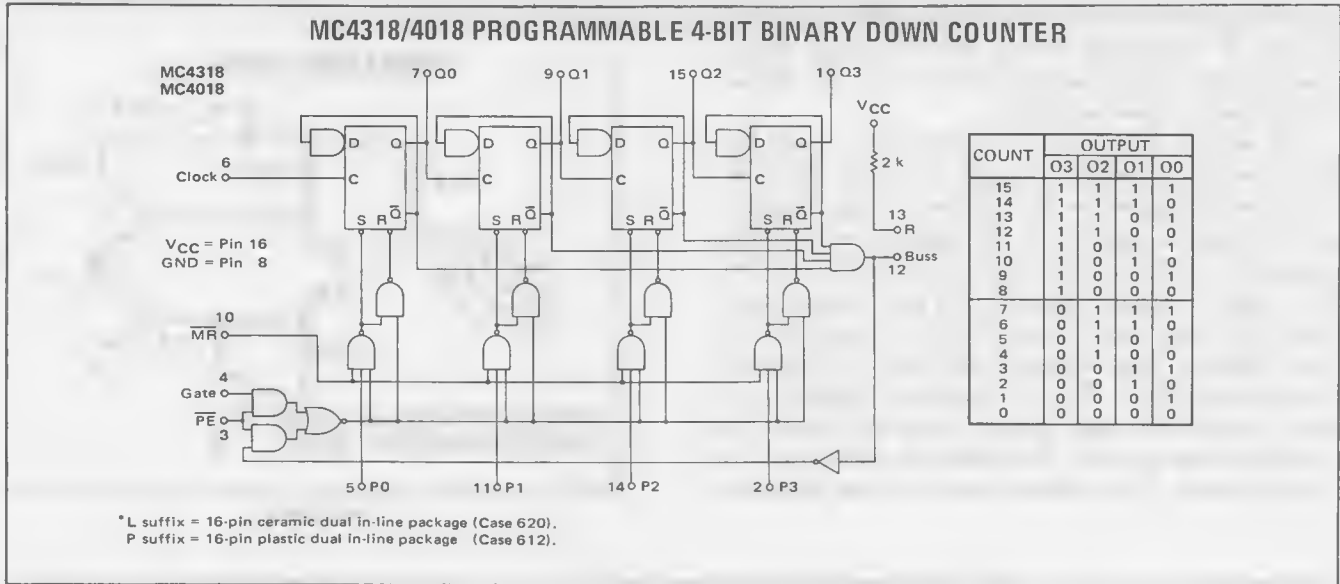 MC4318/4018 PROGRAMMABLE 4-BIT BINARY DOWN COUNTER
MC4318
MC4018
7 Q0
9 Q1
15 Q2
1 Q3
VCC
2 k
13
R
D Q
C
S R Q̅
D Q
C
S R Q̅
D Q
C
S R Q̅
D Q
C
S R Q̅
6
Clock
VCC = Pin 16
GND = Pin 8
Buss
12
10
M̅R̅
4
Gate
P̅E̅
3
5 P0
11 P1
14 P2
2 P3
COUNT OUTPUT
O3 O2 O1 O0
15 1 1 1 1
14 1 1 1 0
13 1 1 0 1
12 1 1 0 0
11 1 0 1 1
10 1 0 1 0
9 1 0 0 1
8 1 0 0 0
7 0 1 1 1
6 0 1 1 0
5 0 1 0 1
4 0 1 0 0
3 0 0 1 1
2 0 0 1 0
1 0 0 0 1
0 0 0 0 0
*L suffix = 16-pin ceramic dual in-line package (Case 620).
P suffix = 16-pin plastic dual in-line package (Case 612).